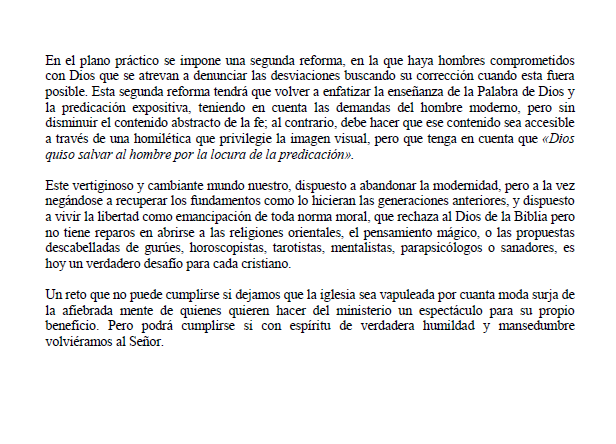 En el plano práctico se impone una segunda reforma, en la que haya hombres comprometidos
con Dios que se atrevan a denunciar las desviaciones buscando su corrección cuando esta fuera
posible. Esta segunda reforma tendrá que volver a enfatizar la enseñanza de la Palabra de Dios y
la predicación expositiva, teniendo en cuenta las demandas del hombre moderno, pero sin
disminuir el contenido abstracto de la fe; al contrario, debe hacer que ese contenido sea accesible
a través de una homilética que privilegie la imagen visual, pero que tenga en cuenta que «Dios
quiso salvar al hombre por la locura de la predicación».
Este vertiginoso y cambiante mundo nuestro, dispuesto a abandonar la modernidad, pero a la vez
negándose a recuperar los fundamentos como lo hicieran las generaciones anteriores, y dispuesto
a vivir la libertad como emancipación de toda norma moral, que rechaza al Dios de la Biblia pero
no tiene reparos en abrirse a las religiones orientales, el pensamiento mágico, o las propuestas
descabelladas de gurúes, horoscopistas, tarotistas, mentalistas, parapsicólogos o sanadores, es
hoy un verdadero desafío para cada cristiano.
Un reto que no puede cumplirse si dejamos que la iglesia sea vapuleada por cuanta moda surja de
la afiebrada mente de quienes quieren hacer del ministerio un espectáculo para su propio
beneficio. Pero podrá cumplirse si con espíritu de verdadera humildad y mansedumbre
volviéramos al Señor.